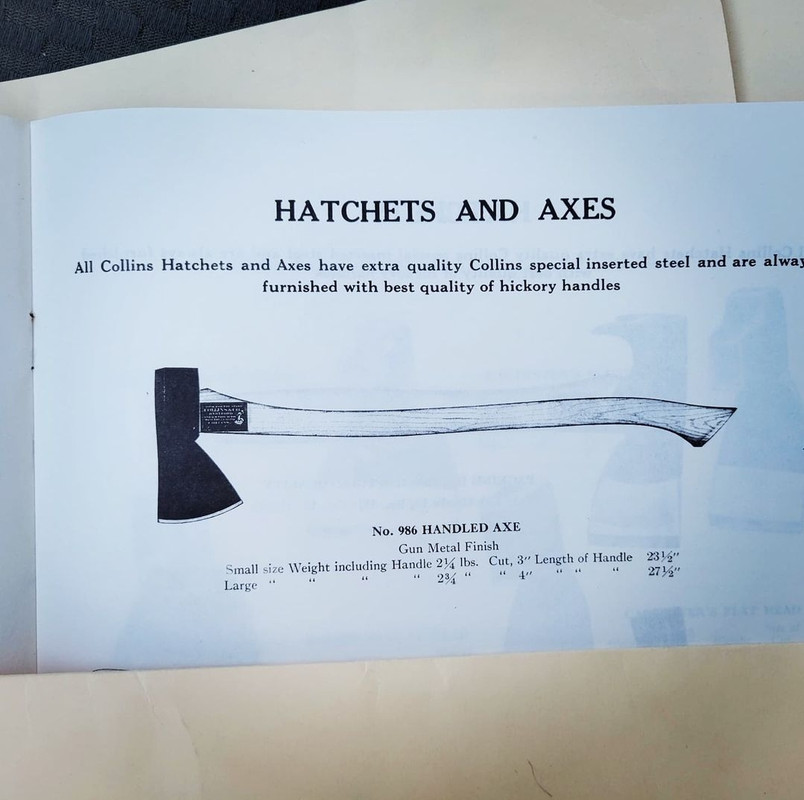 HATCHETS AND AXES
All Collins Hatchets and Axes have extra quality Collins special inserted steel and are alway
furnished with best quality of hickory handles
No. 986 HANDLED AXE
Gun Metal Finish
Small size Weight including Handle 2¼ lbs. Cut, 3" Length of Handle 23½"
Large " " " " 2¾ " " 4" " " " 27½"